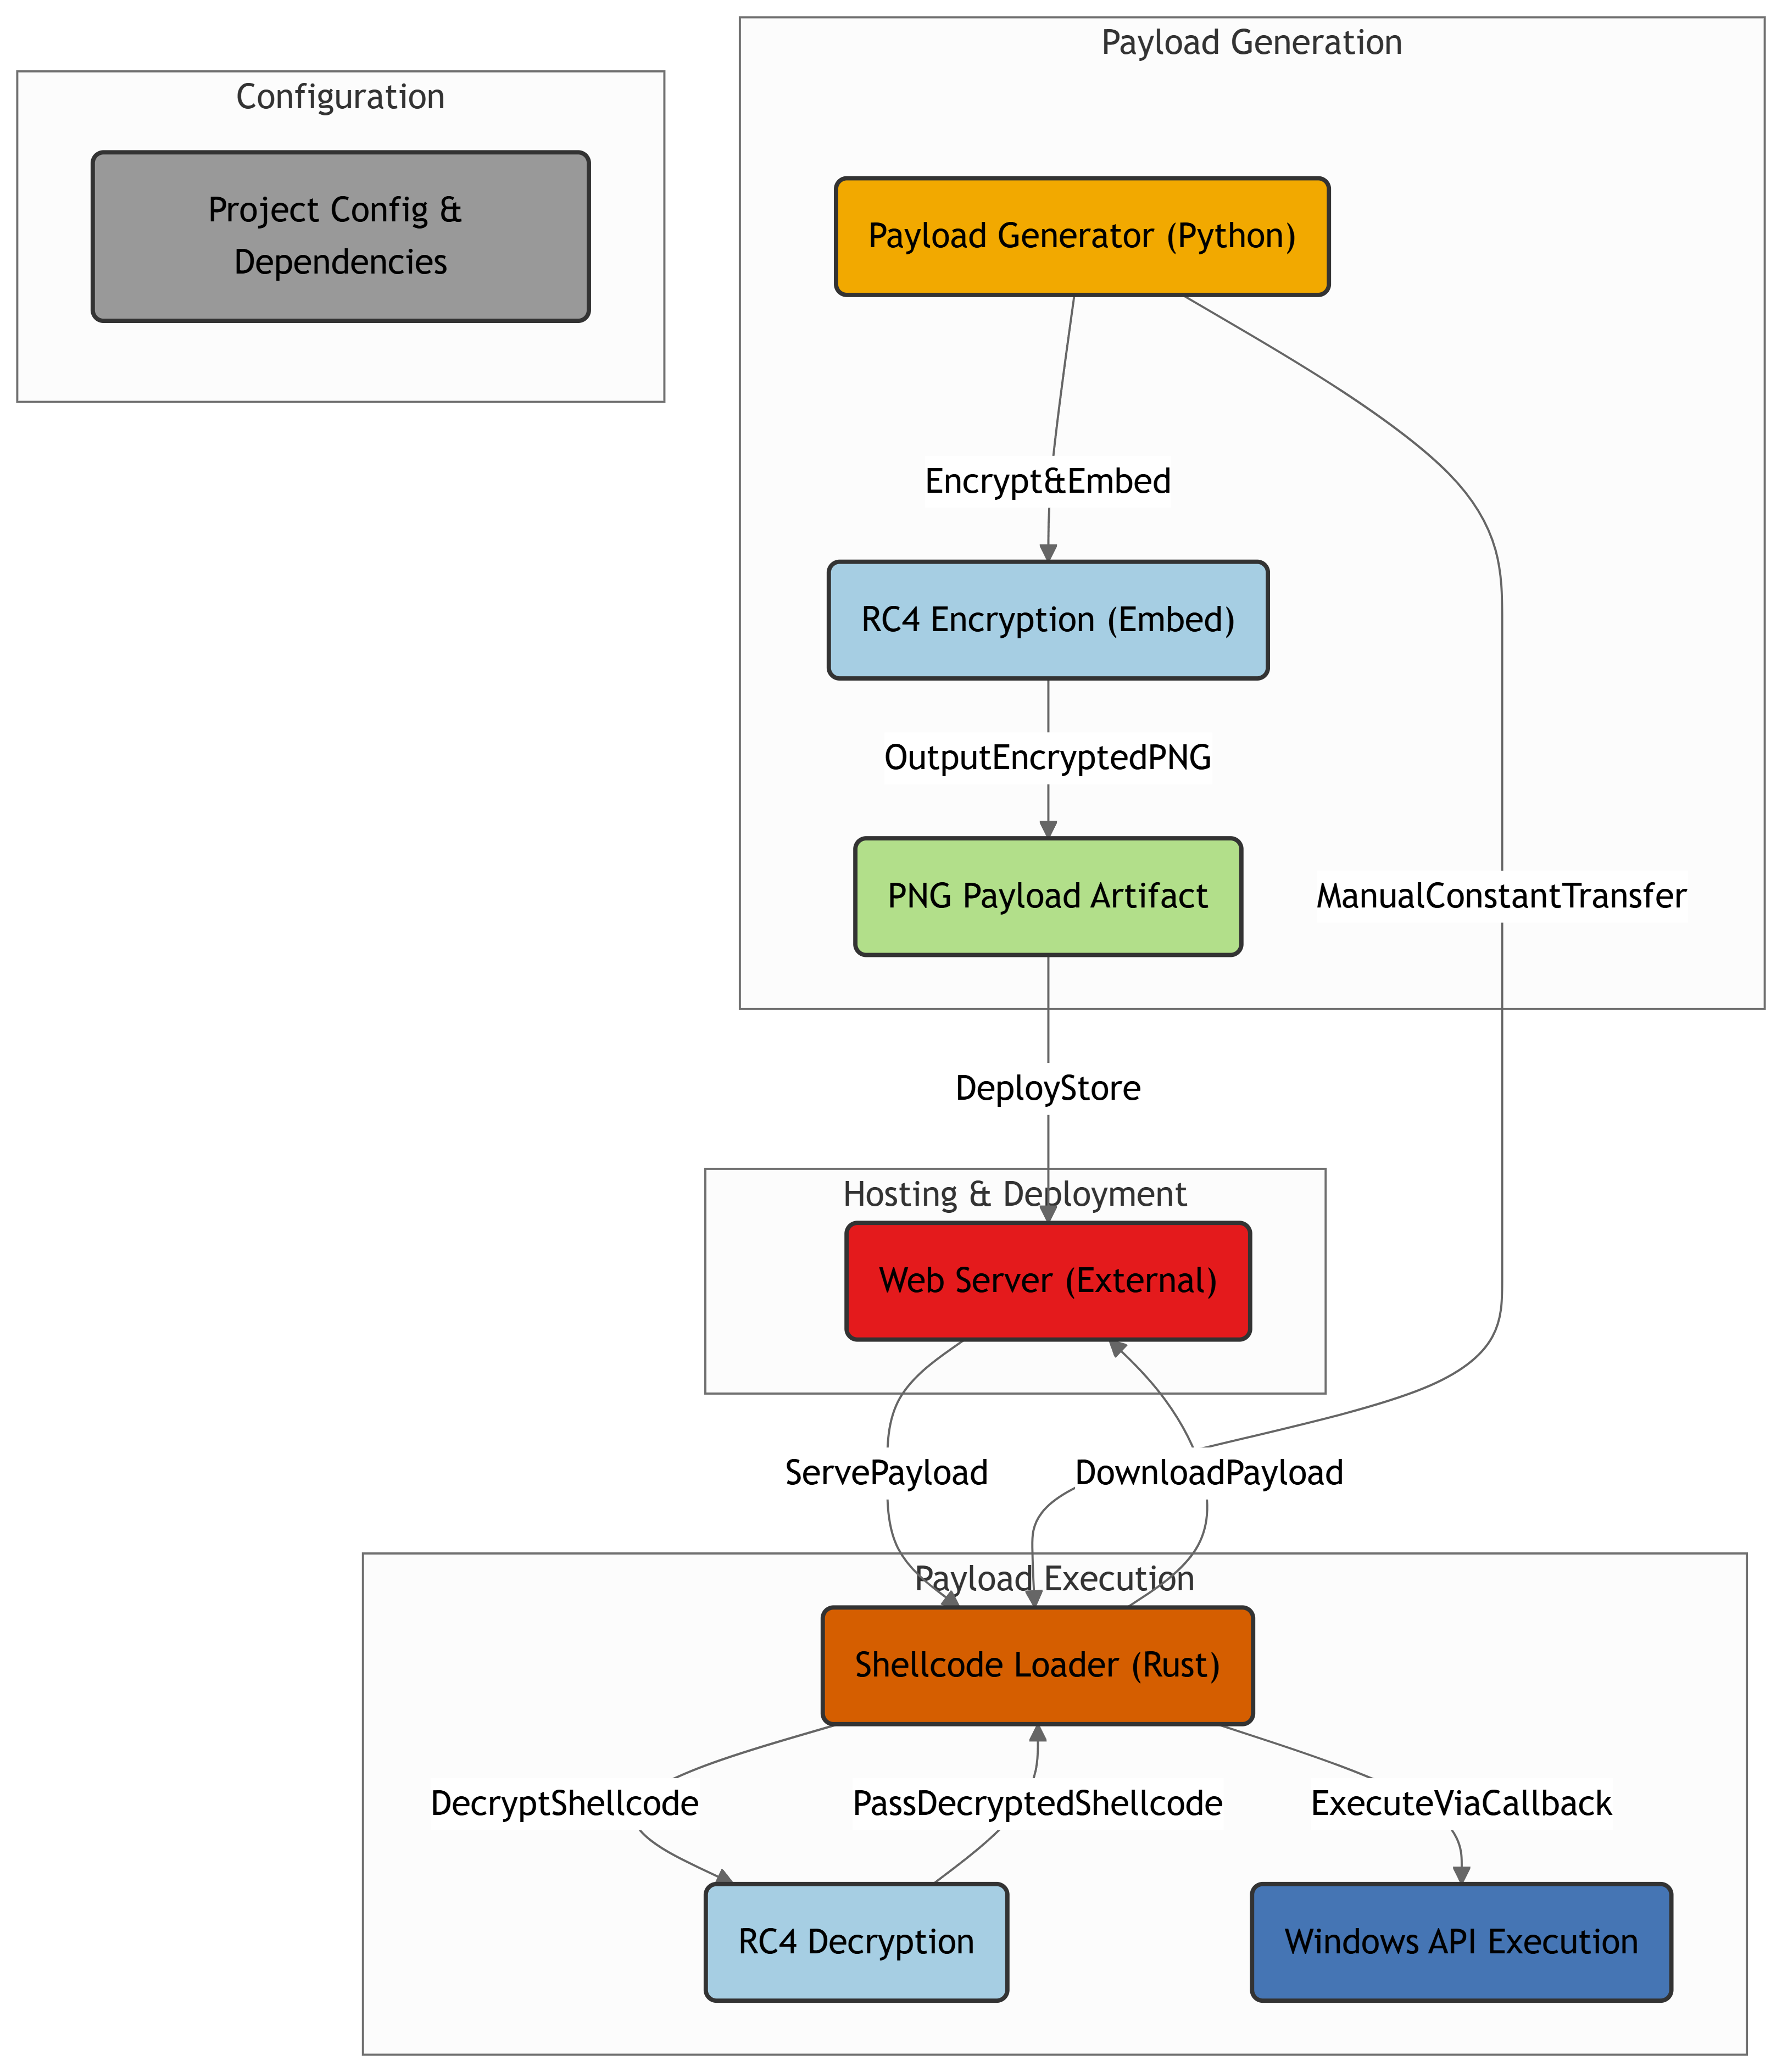 Payload Generation
Configuration
Project Config &
Dependencies
Payload Generator (Python)
Encrypt&Embed
RC4 Encryption (Embed)
OutputEncryptedPNG
PNG Payload Artifact
ManualConstantTransfer
DeployStore
Hosting & Deployment
Web Server (External)
ServePayload
DownloadPayload
Payload Execution
Shellcode Loader (Rust)
DecryptShellcode
PassDecryptedShellcode
ExecuteViaCallback
RC4 Decryption
Windows API Execution